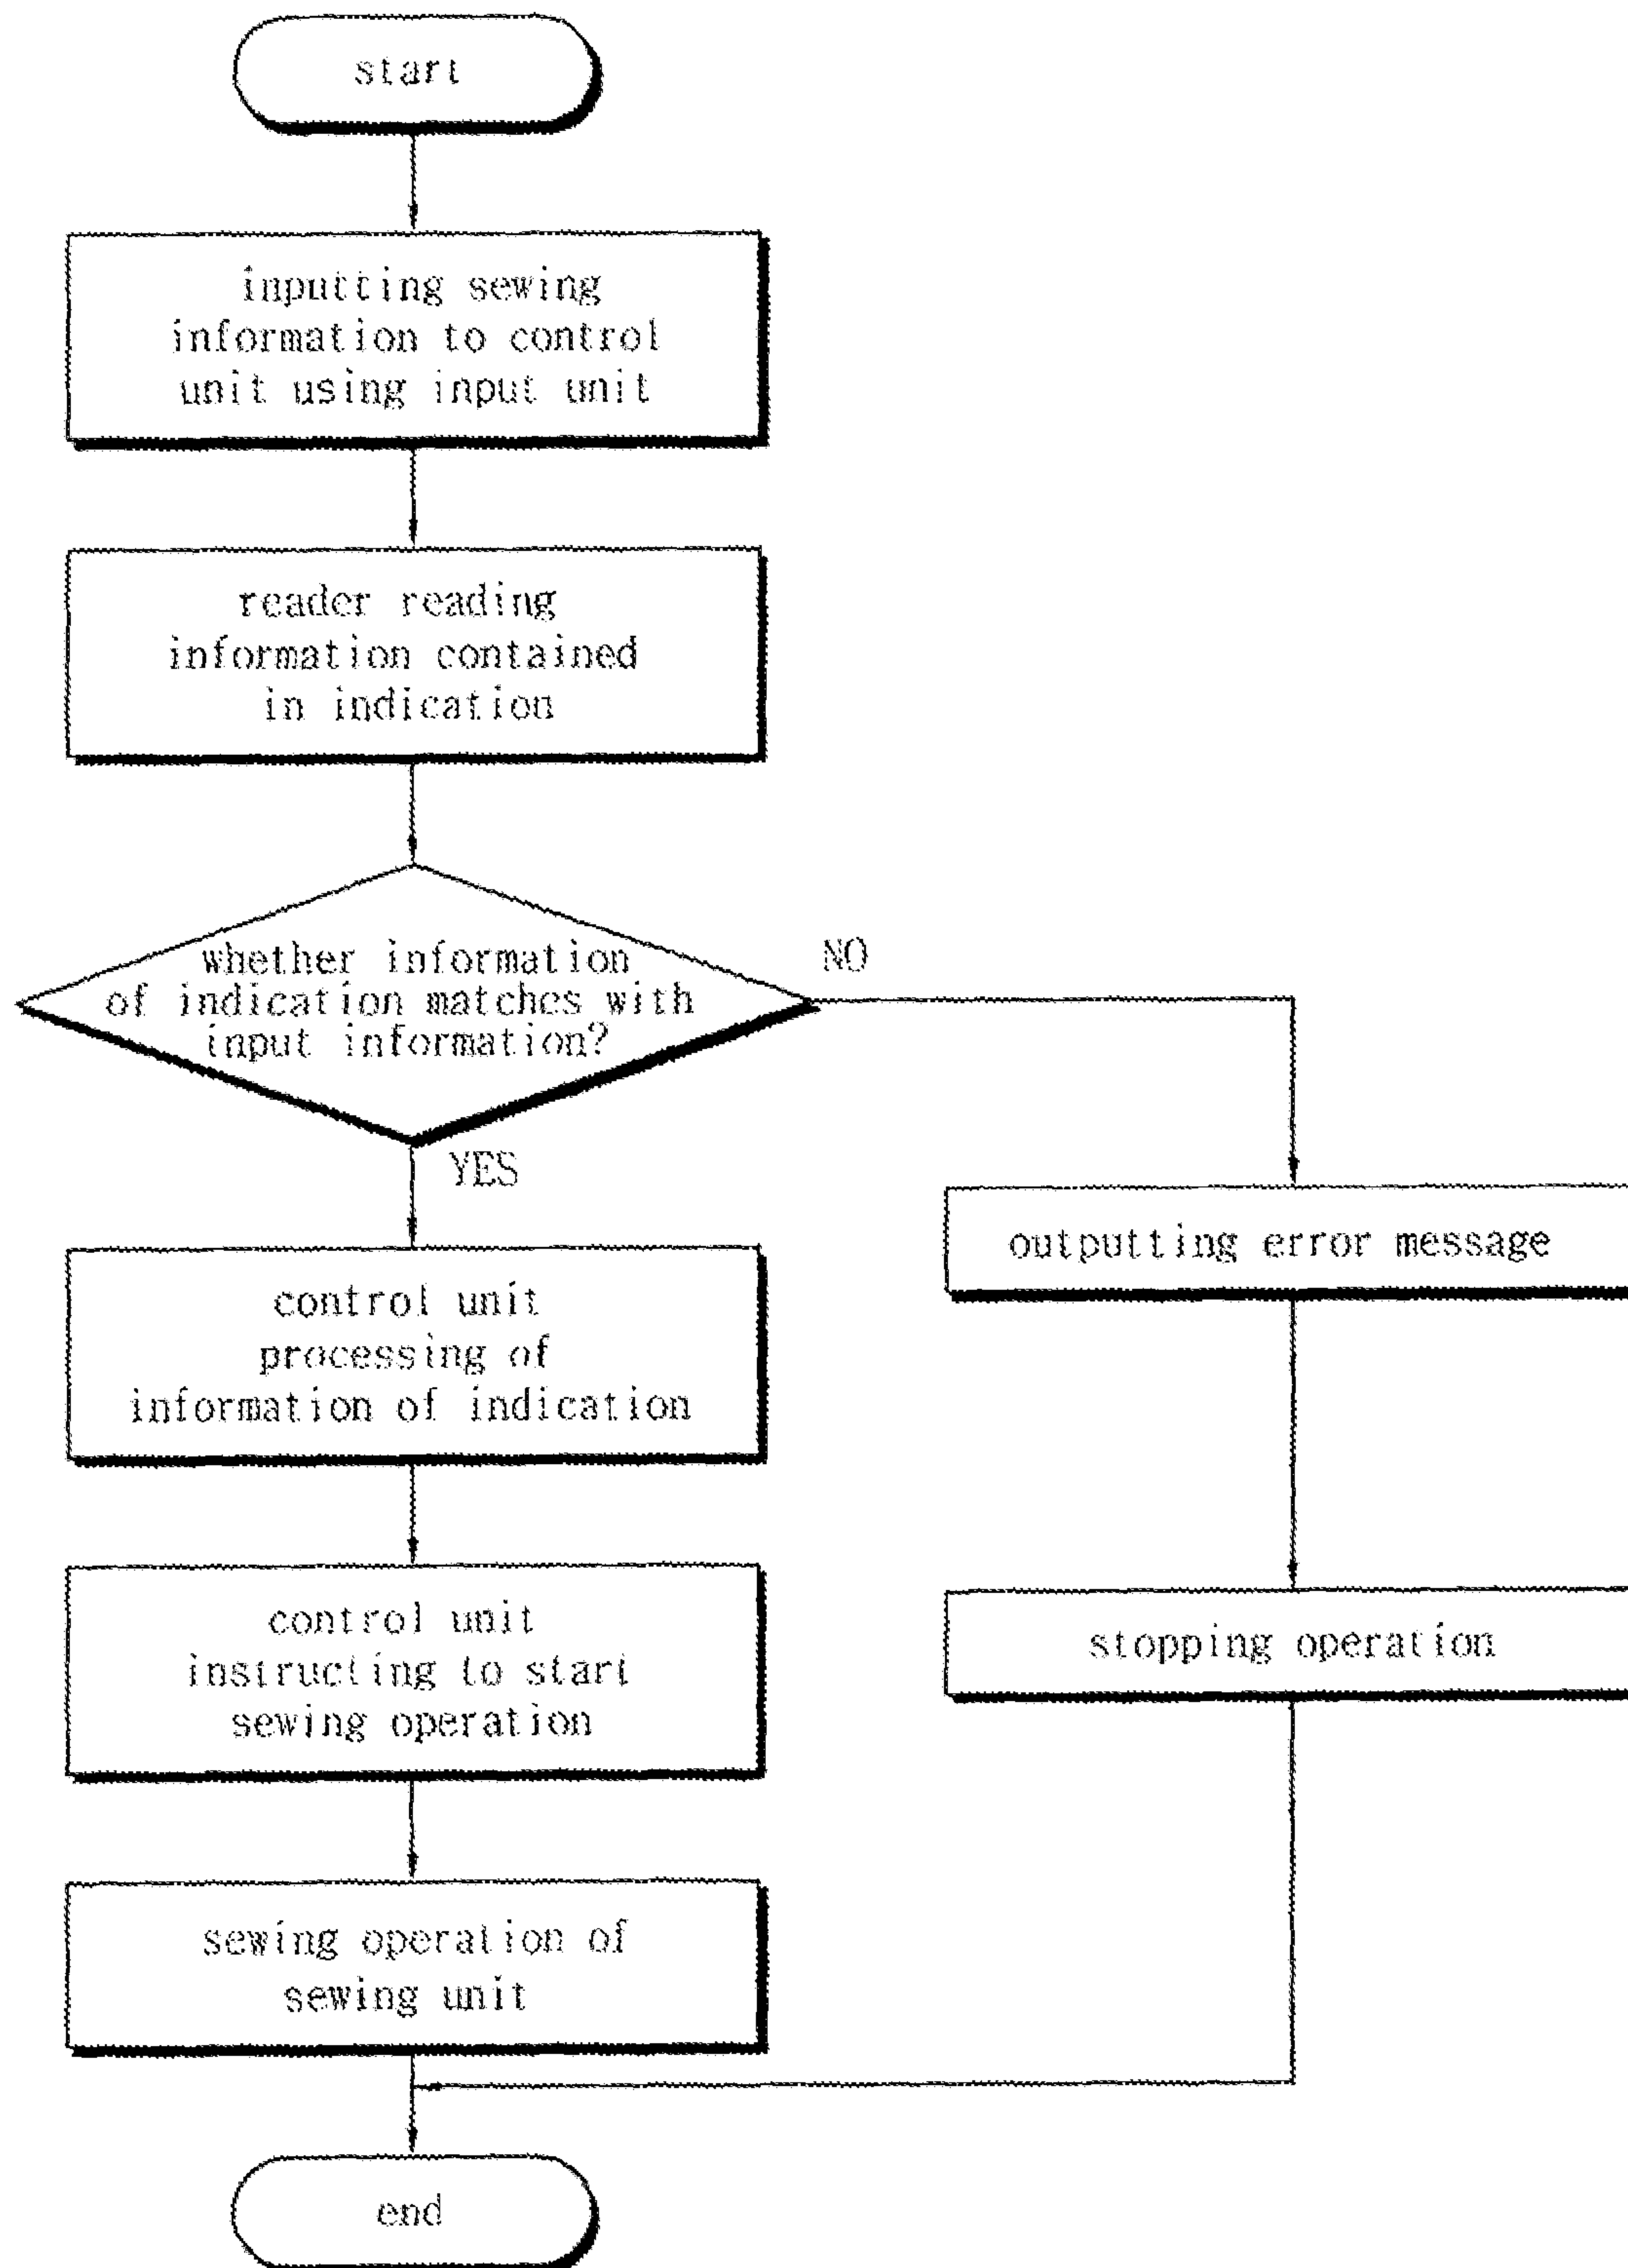 start
inputting sewing
information to control
unit using input unit
reader reading
information contained
in indication
whether information
of indication matches with
input information?
NO
YES
outputting error message
control unit
processing of
information of indication
control unit
instructing to start
sewing operation
stopping operation
sewing operation of
sewing unit
end